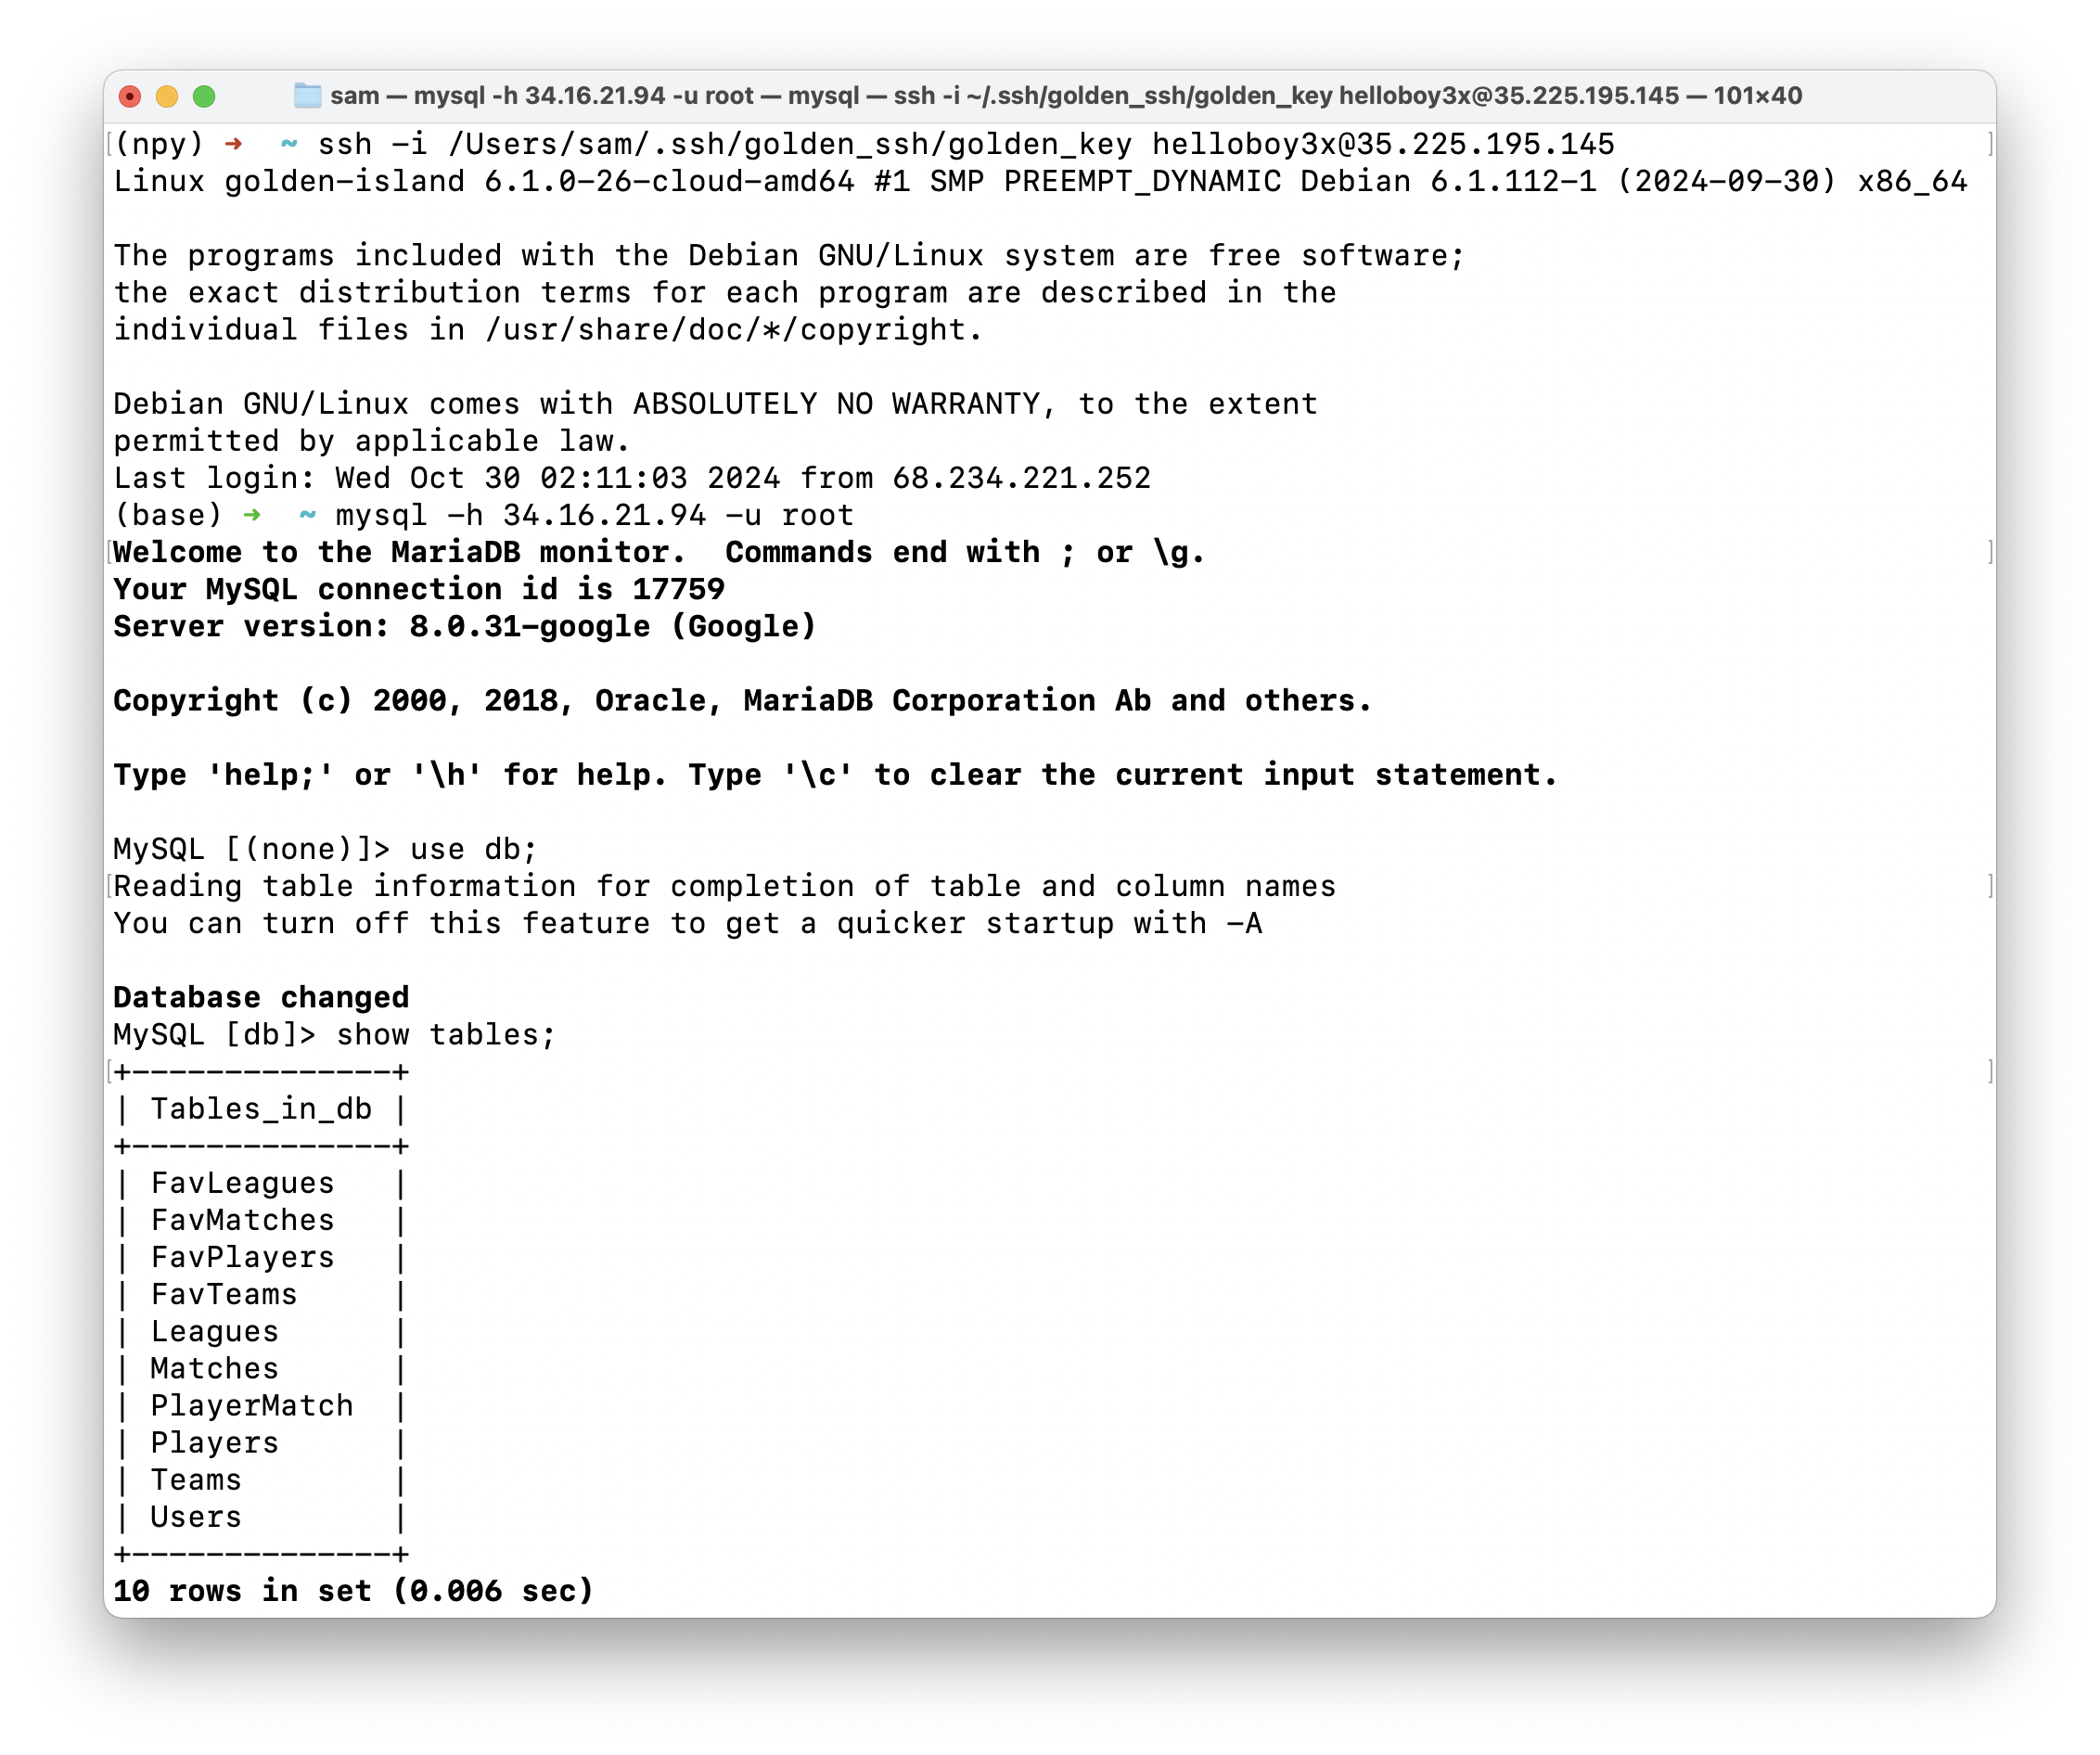 sam — mysql -h 34.16.21.94 -u root — mysql — ssh -i ~/.ssh/golden_ssh/golden_key helloboy3x@35.225.195.145 — 101×40
[(npy) ➜  ~ ssh -i /Users/sam/.ssh/golden_ssh/golden_key helloboy3x@35.225.195.145 ]
Linux golden-island 6.1.0-26-cloud-amd64 #1 SMP PREEMPT_DYNAMIC Debian 6.1.112-1 (2024-09-30) x86_64

The programs included with the Debian GNU/Linux system are free software;
the exact distribution terms for each program are described in the
individual files in /usr/share/doc/*/copyright.

Debian GNU/Linux comes with ABSOLUTELY NO WARRANTY, to the extent
permitted by applicable law.
Last login: Wed Oct 30 02:11:03 2024 from 68.234.221.252
(base) ➜  ~ mysql -h 34.16.21.94 -u root
[Welcome to the MariaDB monitor.  Commands end with ; or \g. ]
Your MySQL connection id is 17759
Server version: 8.0.31-google (Google)

Copyright (c) 2000, 2018, Oracle, MariaDB Corporation Ab and others.

Type 'help;' or '\h' for help. Type '\c' to clear the current input statement.

MySQL [(none)]> use db;
[Reading table information for completion of table and column names ]
You can turn off this feature to get a quicker startup with -A

Database changed
MySQL [db]> show tables;
[+--------------+ ]
| Tables_in_db |
+--------------+
| FavLeagues   |
| FavMatches   |
| FavPlayers   |
| FavTeams     |
| Leagues      |
| Matches      |
| PlayerMatch  |
| Players      |
| Teams        |
| Users        |
+--------------+
10 rows in set (0.006 sec)